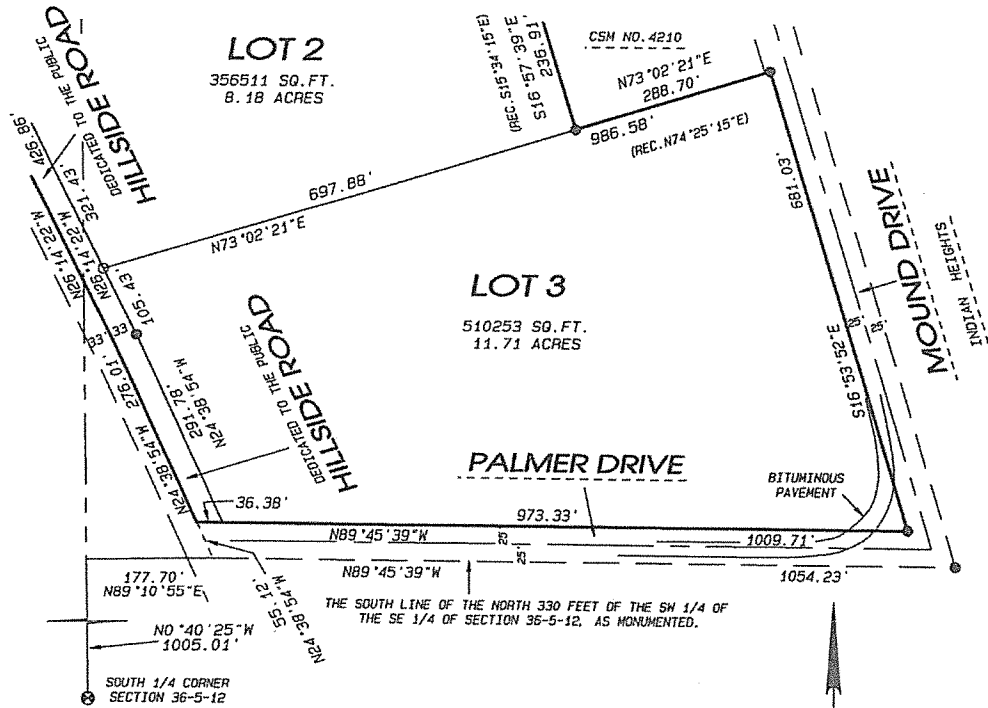 HILLSIDE ROAD
DEDICATED TO THE PUBLIC
426.86'
321.43'
N26°14'22"W
N26°14'22"W
LOT 2
356511 SQ.FT.
8.18 ACRES
(REC.S15°34'15"E)
S16°57'39"E
236.91'
CSM NO.4210
N73°02'21"E
288.70'
986.58'
(REC.N74°25'15"E)
697.88'
N73°02'21"E
681.03'
S16°53'52"E
MOUND DRIVE
25'
25'
INDIAN HEIGHTS
LOT 3
510253 SQ.FT.
11.71 ACRES
105.43'
33.33'
276.01'
N24°38'54"W
291.78'
N24°38'54"W
DEDICATED TO THE PUBLIC
HILLSIDE ROAD
PALMER DRIVE
BITUMINOUS
PAVEMENT
36.38'
973.33'
N89°45'39"W
25'
25'
1009.71'
N89°45'39"W
1054.23'
177.70'
N89°10'55"E
55.12'
N24°38'54"W
THE SOUTH LINE OF THE NORTH 330 FEET OF THE SW 1/4 OF
THE SE 1/4 OF SECTION 36-5-12, AS MONUMENTED.
N0°40'25"W
1005.01'
SOUTH 1/4 CORNER
SECTION 36-5-12